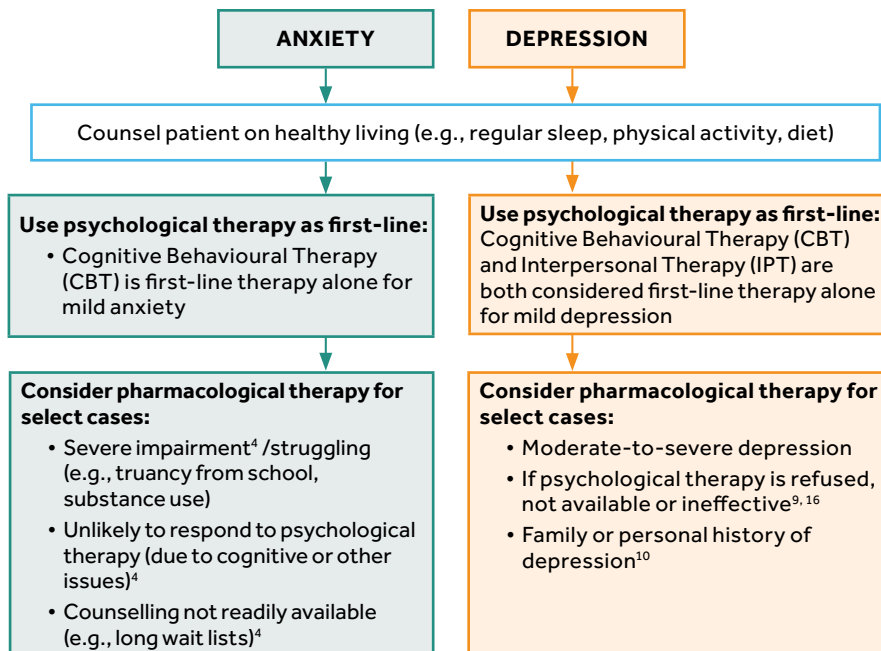 ANXIETY
DEPRESSION
Counsel patient on healthy living (e.g., regular sleep, physical activity, diet)
Use psychological therapy as first-line:
• Cognitive Behavioural Therapy
(CBT) is first-line therapy alone for
mild anxiety
Use psychological therapy as first-line:
Cognitive Behavioural Therapy (CBT)
and Interpersonal Therapy (IPT) are
both considered first-line therapy alone
for mild depression
Consider pharmacological therapy for
select cases:
• Severe impairment⁴ /struggling
(e.g., truancy from school,
substance use)
• Unlikely to respond to psychological
therapy (due to cognitive or other
issues)⁴
• Counselling not readily available
(e.g., long wait lists)⁴
Consider pharmacological therapy for
select cases:
• Moderate-to-severe depression
• If psychological therapy is refused,
not available or ineffective⁹, ¹⁶
• Family or personal history of
depression¹⁰